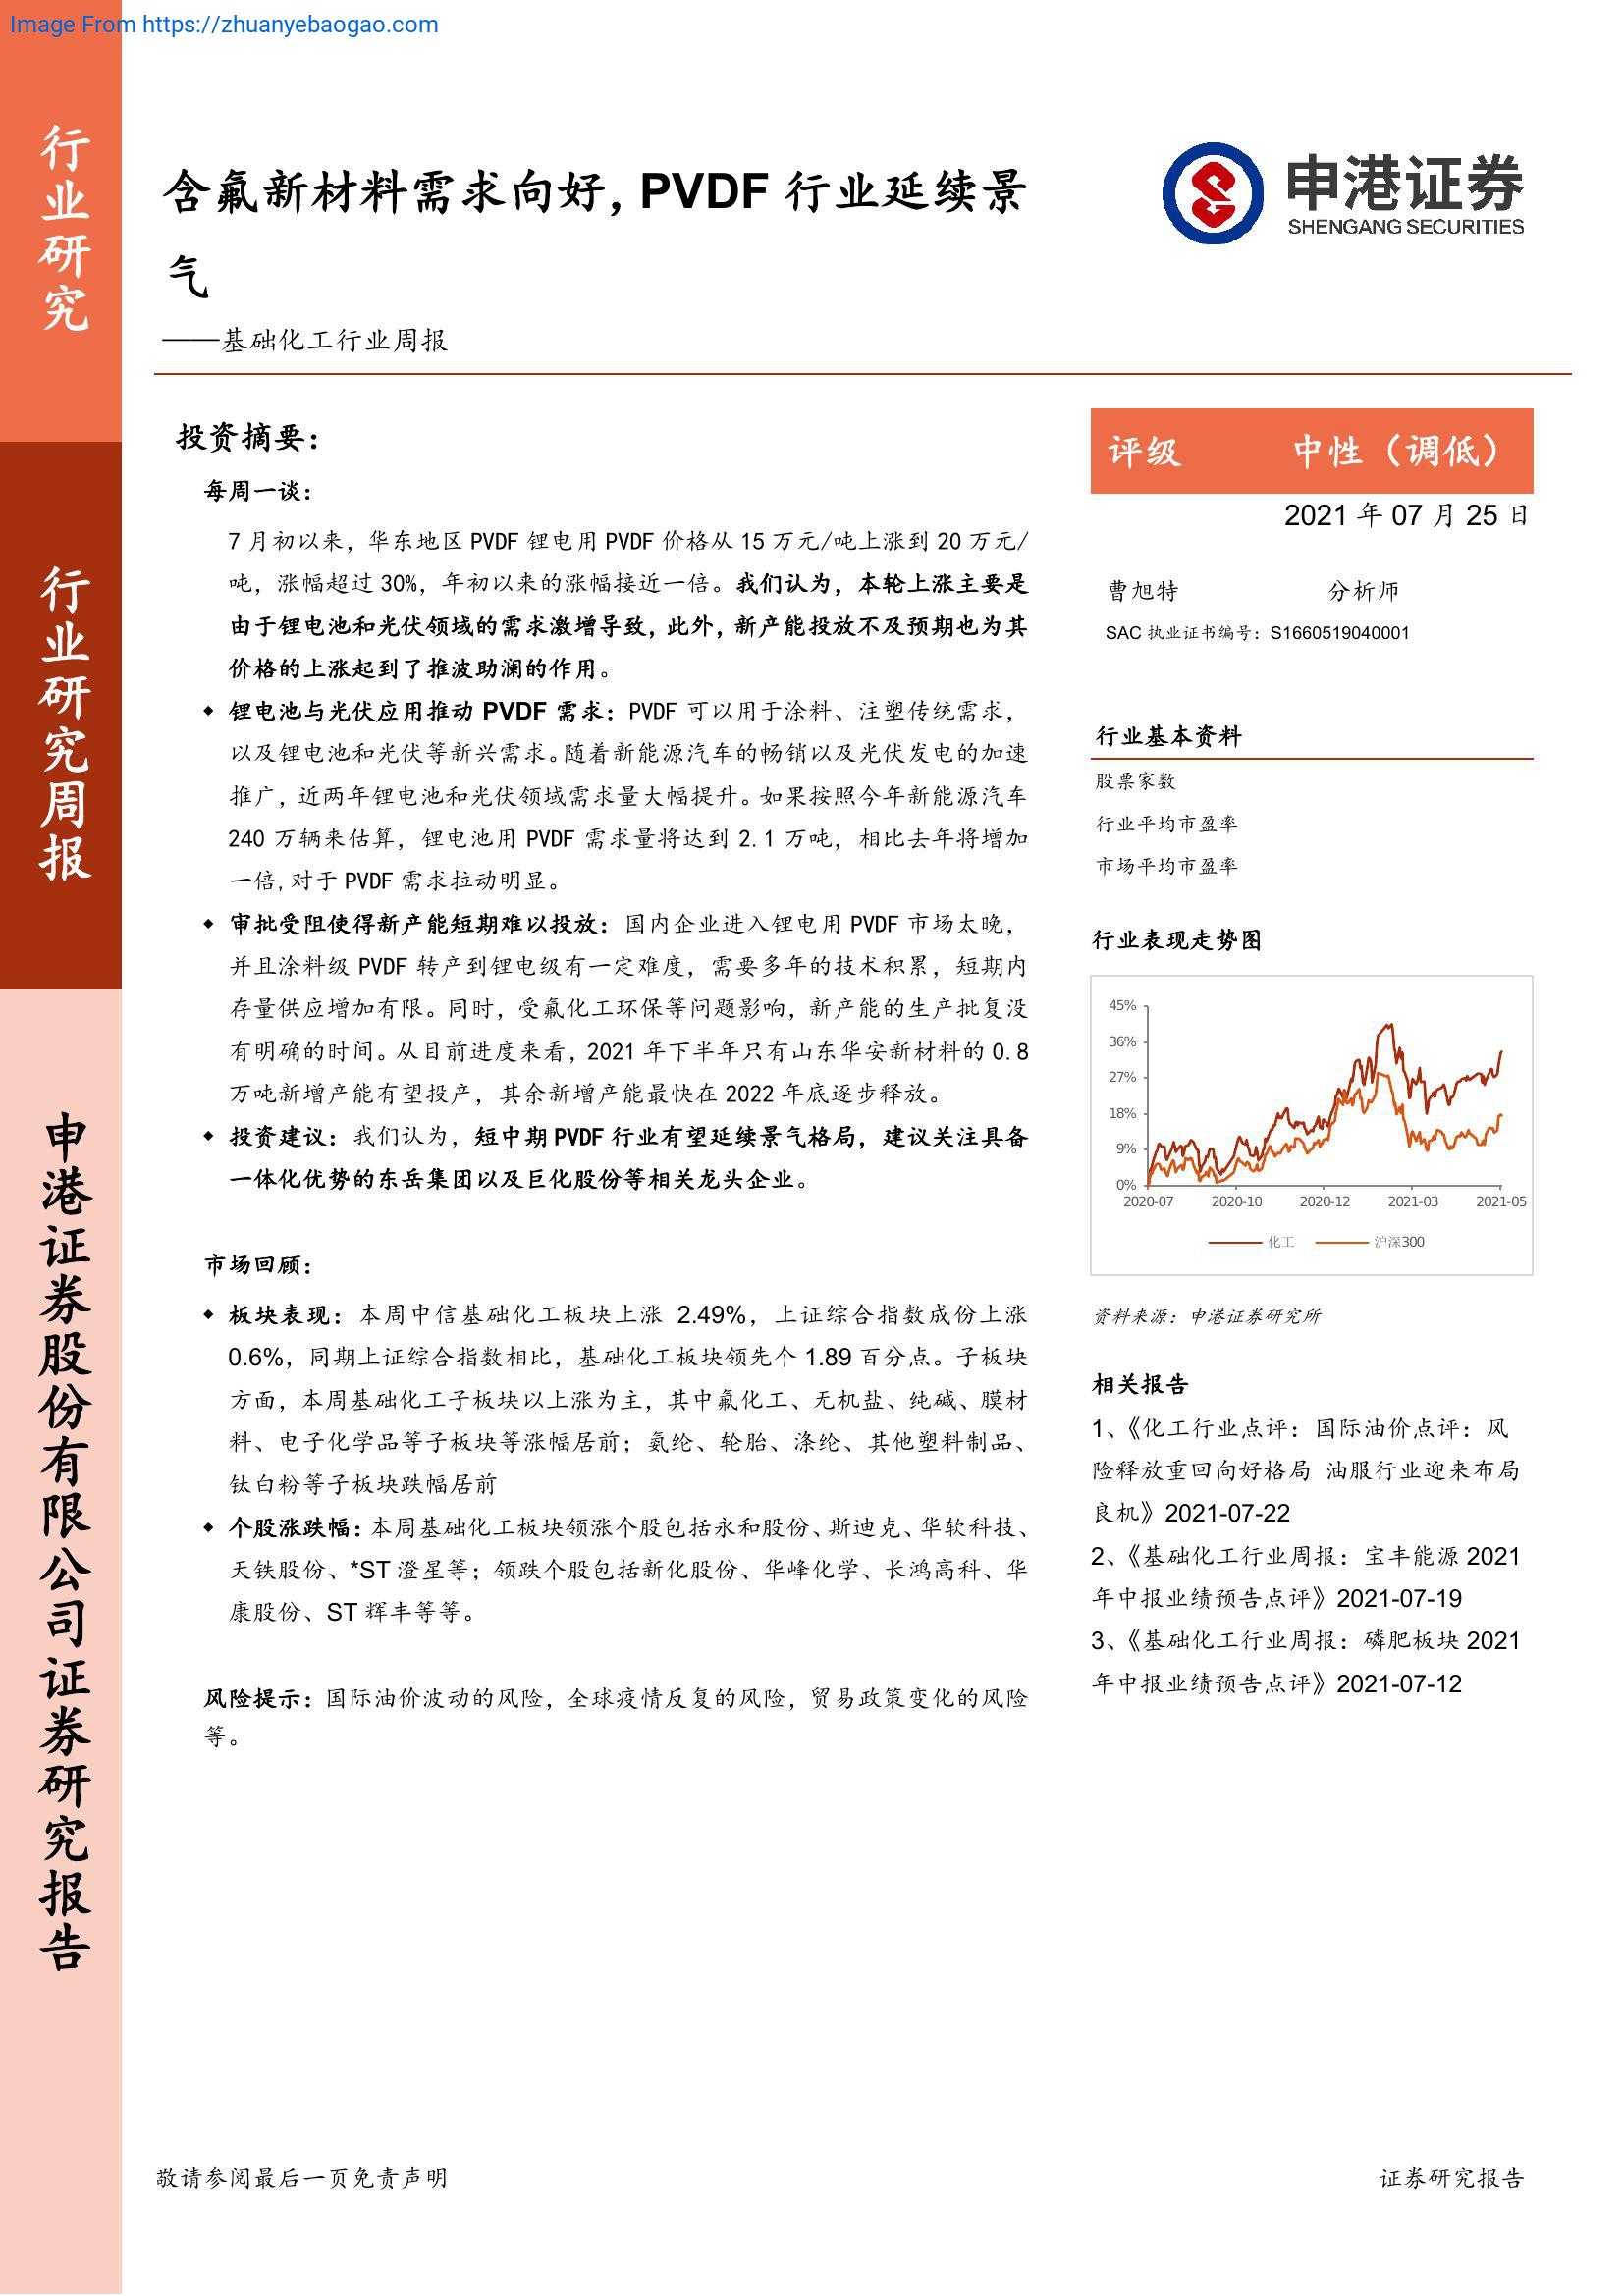 Image From https://zhuanyebaogao.com
行业研究
行业研究周报
申港证券股份有限公司证券研究报告
含氟新材料需求向好，PVDF 行业延续景
气
——基础化工行业周报
申港证券
SHENGANG SECURITIES
投资摘要：
每周一谈：
7 月初以来，华东地区 PVDF 锂电用 PVDF 价格从 15 万元/吨上涨到 20 万元/
吨，涨幅超过 30%，年初以来的涨幅接近一倍。我们认为，本轮上涨主要是
由于锂电池和光伏领域的需求激增导致，此外，新产能投放不及预期也为其
价格的上涨起到了推波助澜的作用。
◆ 锂电池与光伏应用推动 PVDF 需求：PVDF 可以用于涂料、注塑传统需求，
以及锂电池和光伏等新兴需求。随着新能源汽车的畅销以及光伏发电的加速
推广，近两年锂电池和光伏领域需求量大幅提升。如果按照今年新能源汽车
240 万辆来估算，锂电池用 PVDF 需求量将达到 2.1 万吨，相比去年将增加
一倍,对于 PVDF 需求拉动明显。
◆ 审批受阻使得新产能短期难以投放：国内企业进入锂电用 PVDF 市场太晚，
并且涂料级 PVDF 转产到锂电级有一定难度，需要多年的技术积累，短期内
存量供应增加有限。同时，受氟化工环保等问题影响，新产能的生产批复没
有明确的时间。从目前进度来看，2021 年下半年只有山东华安新材料的 0.8
万吨新增产能有望投产，其余新增产能最快在 2022 年底逐步释放。
◆ 投资建议：我们认为，短中期 PVDF 行业有望延续景气格局，建议关注具备
一体化优势的东岳集团以及巨化股份等相关龙头企业。
市场回顾：
◆ 板块表现：本周中信基础化工板块上涨 2.49%，上证综合指数成份上涨
0.6%，同期上证综合指数相比，基础化工板块领先个 1.89 百分点。子板块
方面，本周基础化工子板块以上涨为主，其中氟化工、无机盐、纯碱、膜材
料、电子化学品等子板块等涨幅居前；氨纶、轮胎、涤纶、其他塑料制品、
钛白粉等子板块跌幅居前
◆ 个股涨跌幅：本周基础化工板块领涨个股包括永和股份、斯迪克、华软科技、
天铁股份、*ST 澄星等；领跌个股包括新化股份、华峰化学、长鸿高科、华
康股份、ST 辉丰等等。
风险提示：国际油价波动的风险，全球疫情反复的风险，贸易政策变化的风险
等。
评级 中性（调低）
2021 年 07 月 25 日
曹旭特 分析师
SAC 执业证书编号：S1660519040001
行业基本资料
股票家数
行业平均市盈率
市场平均市盈率
行业表现走势图
45%
36%
27%
18%
9%
0%
2020-07 2020-10 2020-12 2021-03 2021-05
化工 沪深300
资料来源：申港证券研究所
相关报告
1、《化工行业点评：国际油价点评：风
险释放重回向好格局 油服行业迎来布局
良机》2021-07-22
2、《基础化工行业周报：宝丰能源 2021
年中报业绩预告点评》2021-07-19
3、《基础化工行业周报：磷肥板块 2021
年中报业绩预告点评》2021-07-12
敬请参阅最后一页免责声明 证券研究报告